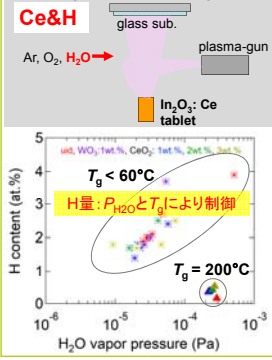 Ce&H
glass sub.
Ar, O₂, H₂O
plasma-gun
In₂O₃: Ce
tablet
uid, WO₃:1wt.%, CeO₂: 1wt.%, 2wt.%, 3wt.%
Tg < 60°C
H量：PH2OとTgにより制御
Tg = 200°C
5
4
3
2
1
0
H content (at.%)
10⁻⁶ 10⁻⁵ 10⁻⁴ 10⁻³
H₂O vapor pressure (Pa)